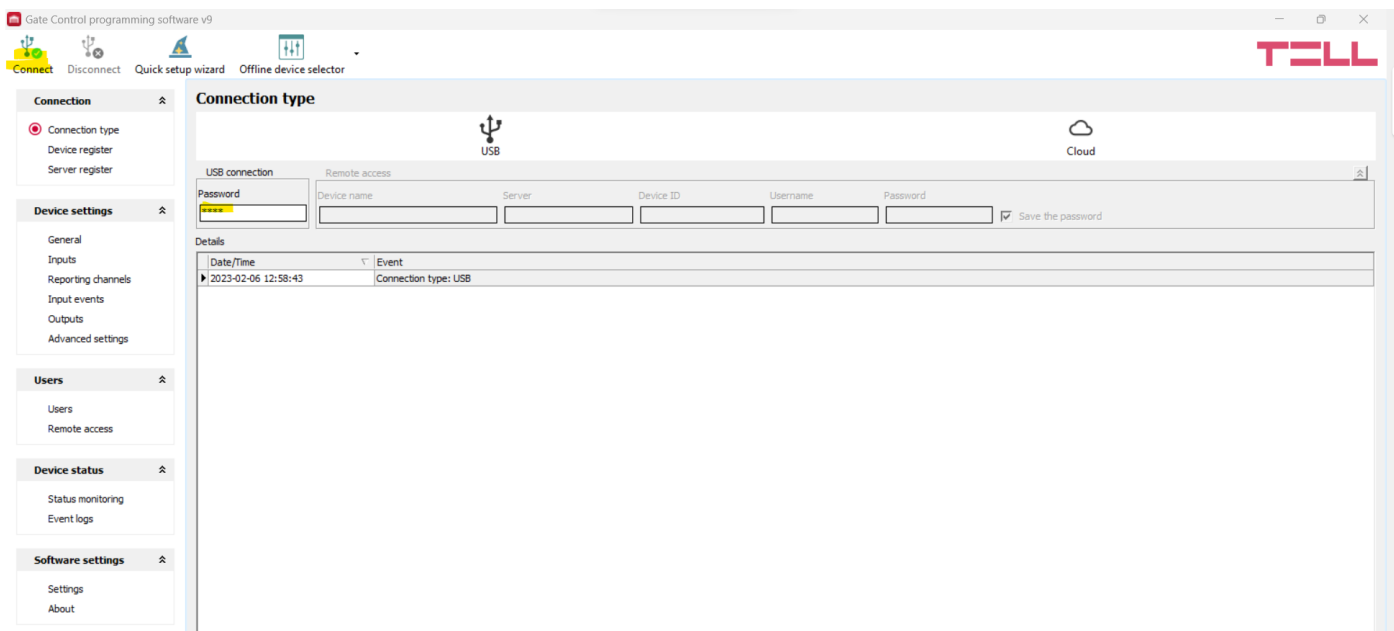 Gate Control programming software v9
Connect Disconnect Quick setup wizard Offline device selector
TELL
Connection
Connection type
Device register
Server register
Device settings
General
Inputs
Reporting channels
Input events
Outputs
Advanced settings
Users
Users
Remote access
Device status
Status monitoring
Event logs
Software settings
Settings
About
Connection type
USB
Cloud
USB connection
Remote access
Password
Device name Server Device ID Username Password
****
Save the password
Details
Date/Time Event
2023-02-06 12:58:43 Connection type: USB